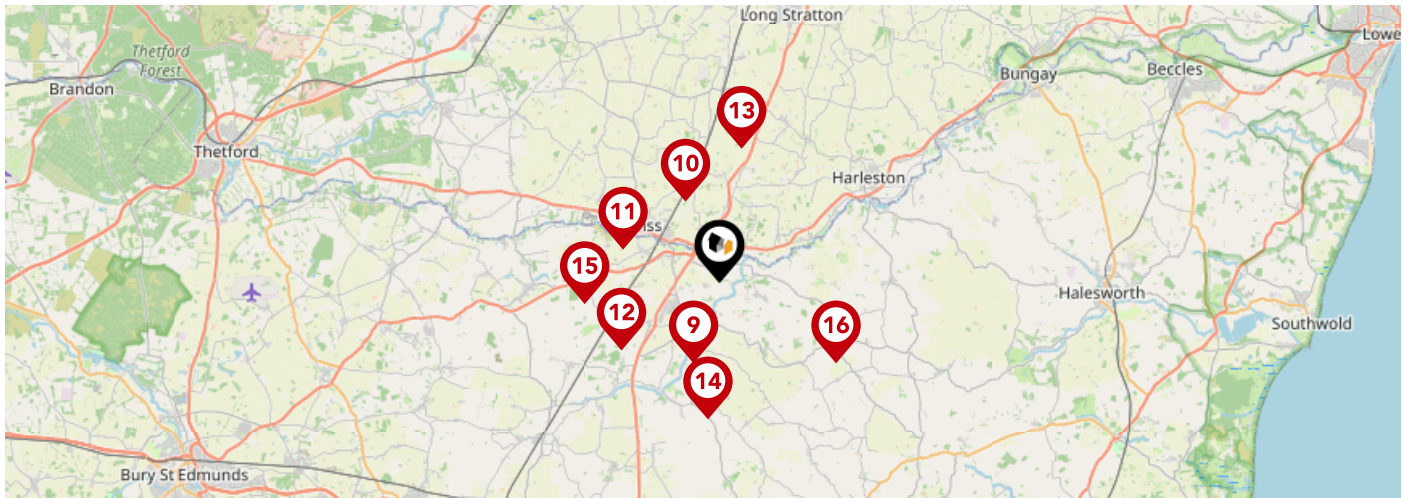 Long Stratton
Lowe
Thetford
Forest
Bungay
Beccles
Brandon
13
Thetford
10
Harleston
11
iss
15
12
9
16
Halesworth
Southwold
14
Bury St Edmunds